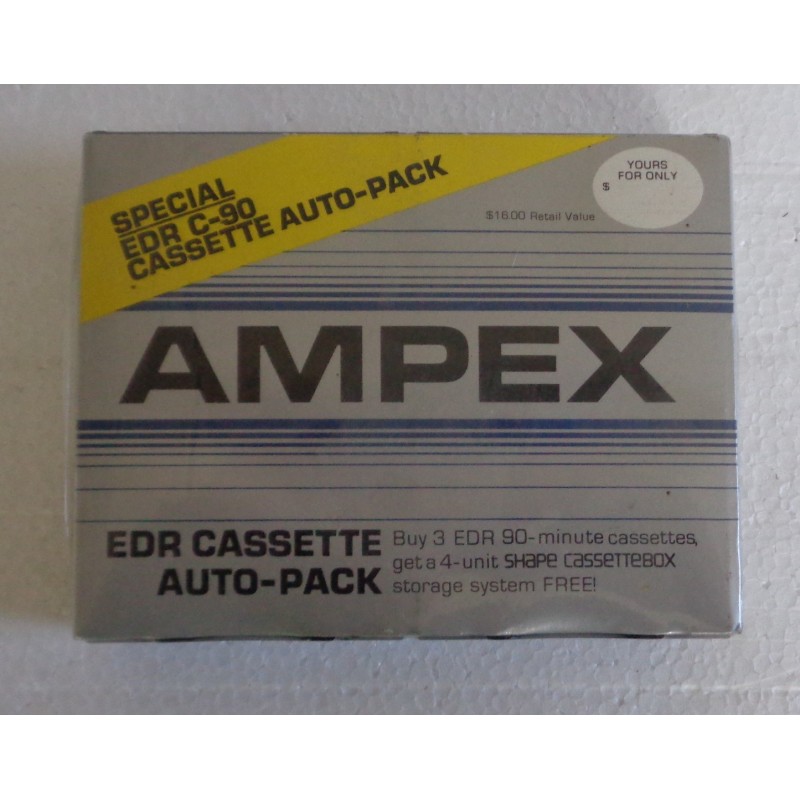 SPECIAL
EDR C-90
CASSETTE AUTO-PACK
YOURS
FOR ONLY
$
$16.00 Retail Value
AMPEX
EDR CASSETTE
AUTO-PACK
Buy 3 EDR 90-minute cassettes,
get a 4-unit SHAPE CASSETTEBOX
storage system FREE!